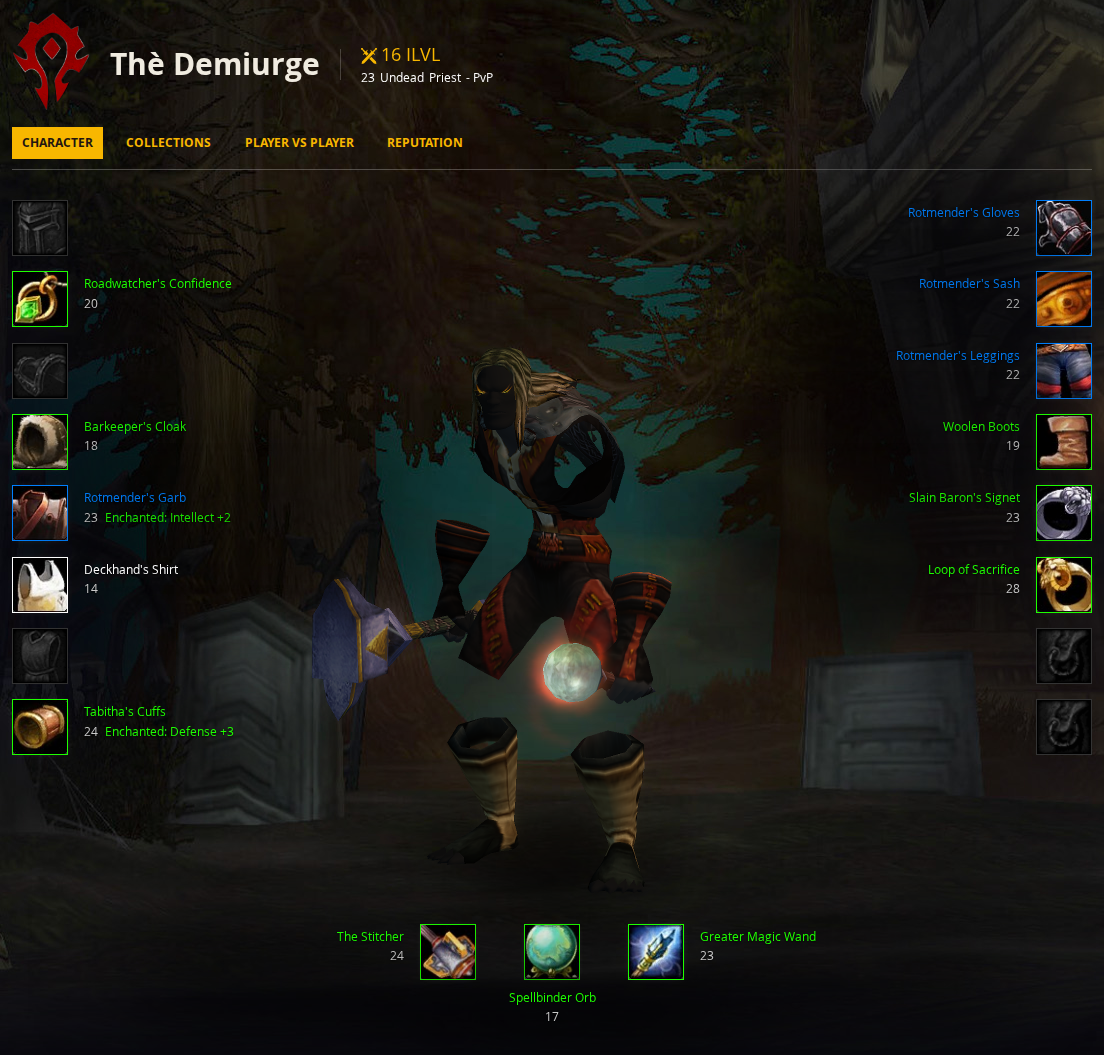 Thè Demiurge
16 ILVL
23 Undead Priest - PvP
CHARACTER
COLLECTIONS
PLAYER VS PLAYER
REPUTATION
Roadwatcher's Confidence
20
Barkeeper's Cloak
18
Rotmender's Garb
23 Enchanted: Intellect +2
Deckhand's Shirt
14
Tabitha's Cuffs
24 Enchanted: Defense +3
Rotmender's Gloves
22
Rotmender's Sash
22
Rotmender's Leggings
22
Woolen Boots
19
Slain Baron's Signet
23
Loop of Sacrifice
28
The Stitcher
24
Spellbinder Orb
17
Greater Magic Wand
23